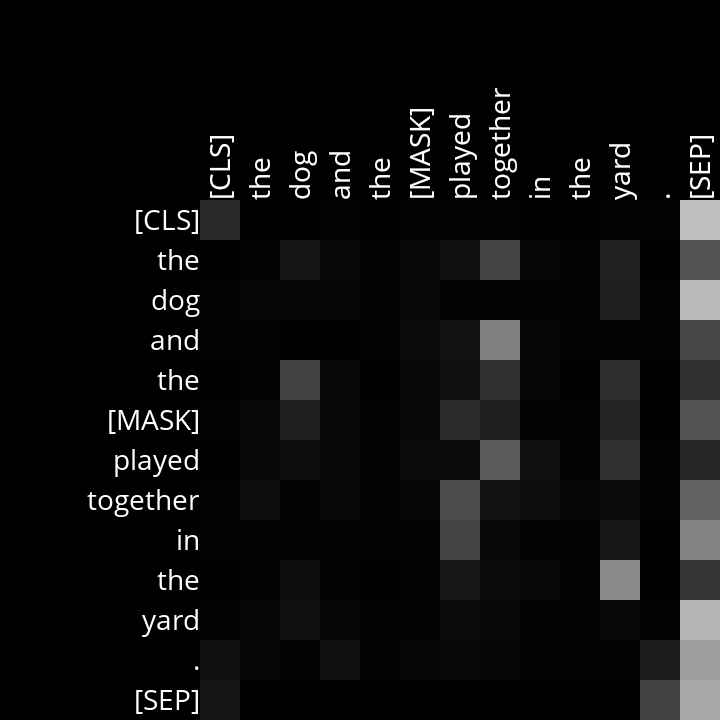 [CLS]
the
dog
and
the
[MASK]
played
together
in
the
yard
.
[SEP]
[CLS]
the
dog
and
the
[MASK]
played
together
in
the
yard
.
[SEP]